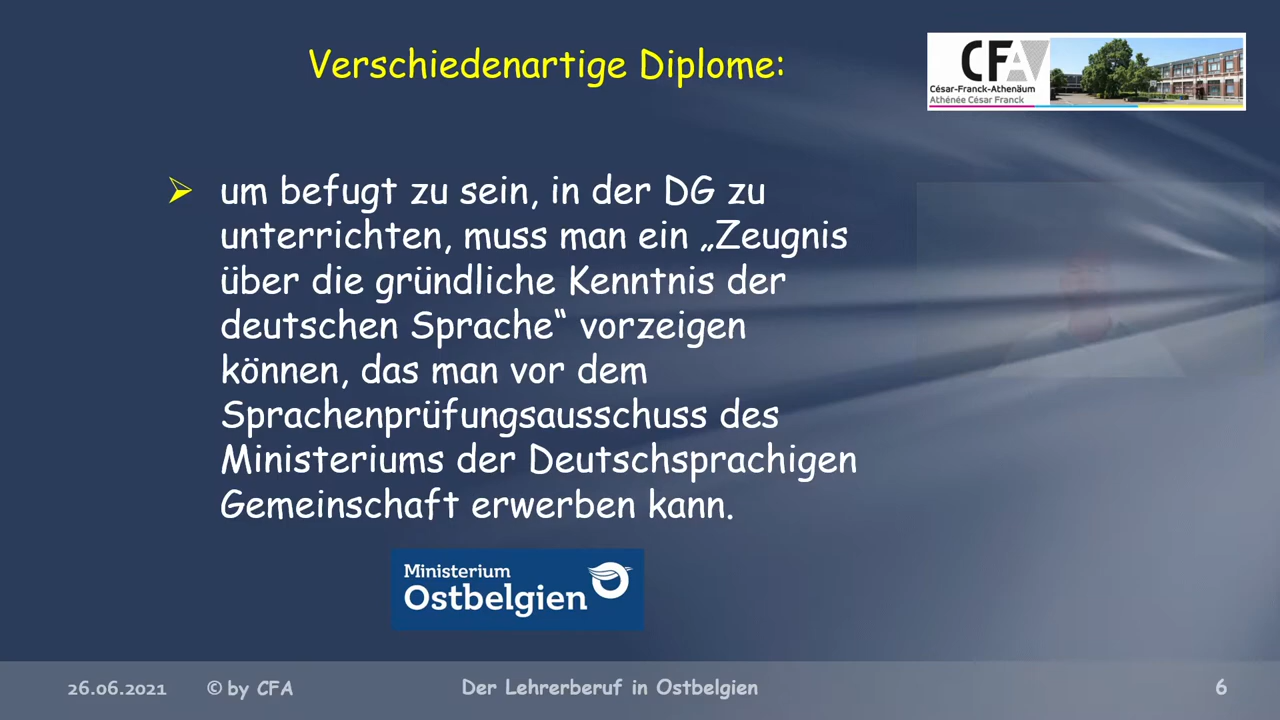 Verschiedenartige Diplome:
CFA
César-Franck-Athenäum
Athénée César Franck
➢ um befugt zu sein, in der DG zu
unterrichten, muss man ein „Zeugnis
über die gründliche Kenntnis der
deutschen Sprache“ vorzeigen
können, das man vor dem
Sprachenprüfungsausschuss des
Ministeriums der Deutschsprachigen
Gemeinschaft erwerben kann.
Ministerium
Ostbelgien
26.06.2021 © by CFA Der Lehrerberuf in Ostbelgien 6